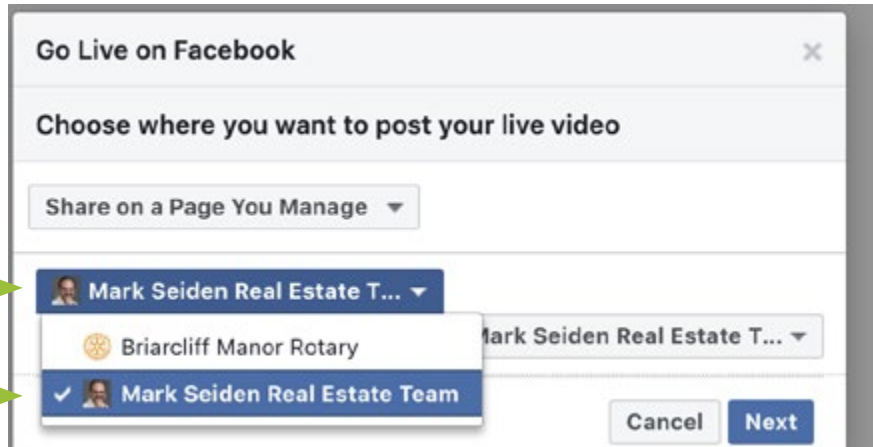 Go Live on Facebook
Choose where you want to post your live video
Share on a Page You Manage
Mark Seiden Real Estate T...
Briarcliff Manor Rotary
Mark Seiden Real Estate T...
Mark Seiden Real Estate Team
Cancel Next